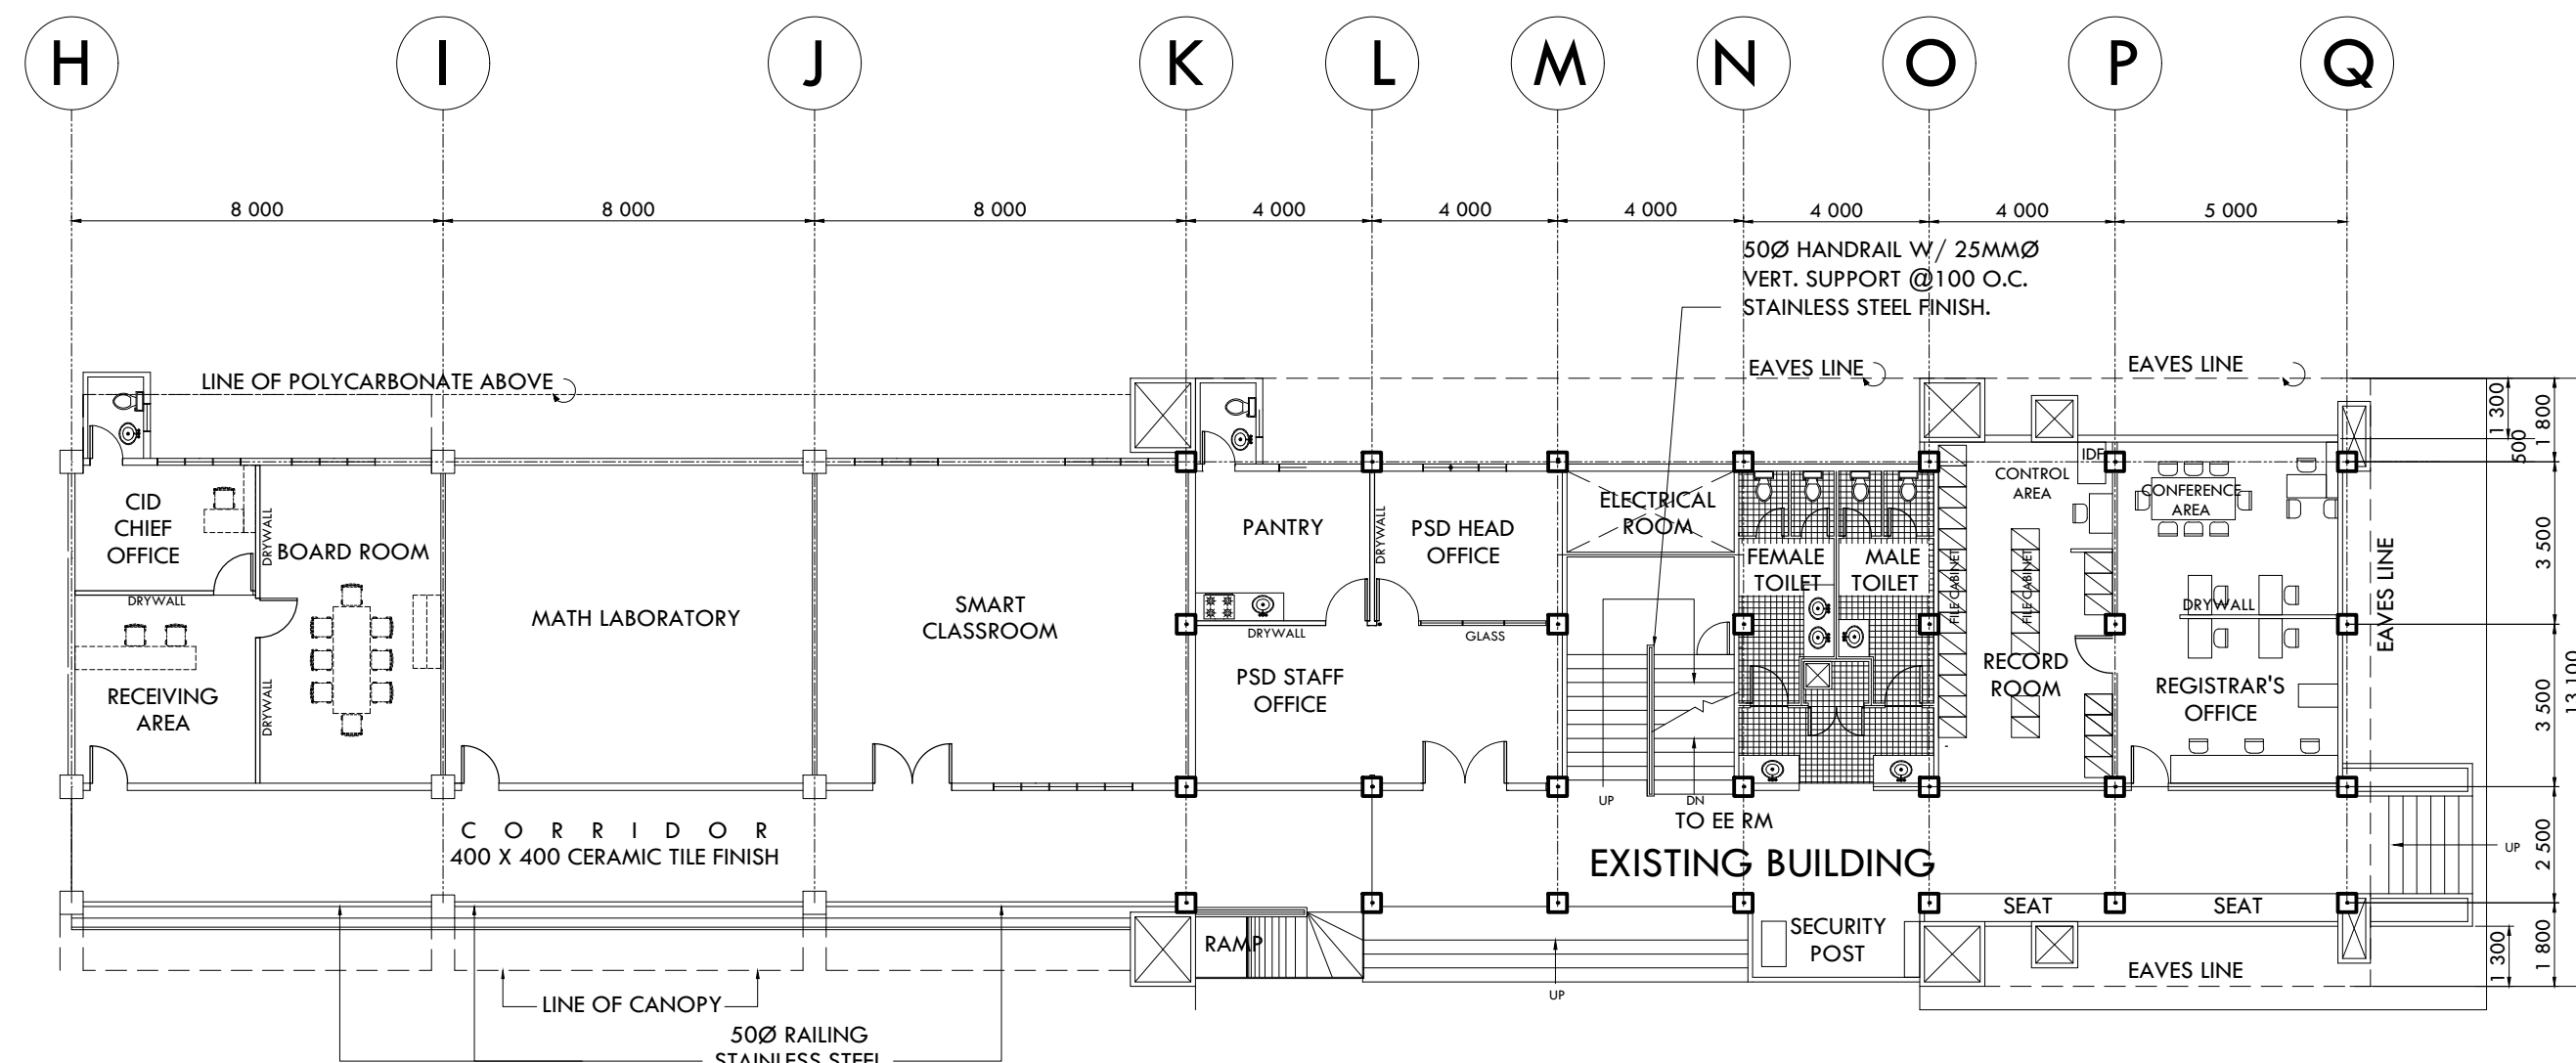 H
I
J
K
L
M
N
O
P
Q
8 000
8 000
8 000
4 000
4 000
4 000
4 000
4 000
5 000
50Ø HANDRAIL W/ 25MMØ
VERT. SUPPORT @100 O.C.
STAINLESS STEEL FINISH.
LINE OF POLYCARBONATE ABOVE
EAVES LINE
EAVES LINE
1 300
500
1 800
CID
CHIEF
OFFICE
DRYWALL
BOARD ROOM
DRYWALL
RECEIVING
AREA
DRYWALL
MATH LABORATORY
SMART
CLASSROOM
PANTRY
DRYWALL
DRYWALL
PSD HEAD
OFFICE
GLASS
PSD STAFF
OFFICE
ELECTRICAL
ROOM
FEMALE
TOILET
MALE
TOILET
FILE CABINET
FILE CABINET
IDF
CONTROL
AREA
RECORD
ROOM
CONFERENCE
AREA
DRYWALL
REGISTRAR'S
OFFICE
EAVES LINE
3 500
3 500
13 100
2 500
1 800
1 300
UP
DN
TO EE RM
UP
C O R R I D O R
400 X 400 CERAMIC TILE FINISH
EXISTING BUILDING
SEAT
SEAT
RAMP
SECURITY
POST
UP
EAVES LINE
LINE OF CANOPY
50Ø RAILING
STAINLESS STEEL